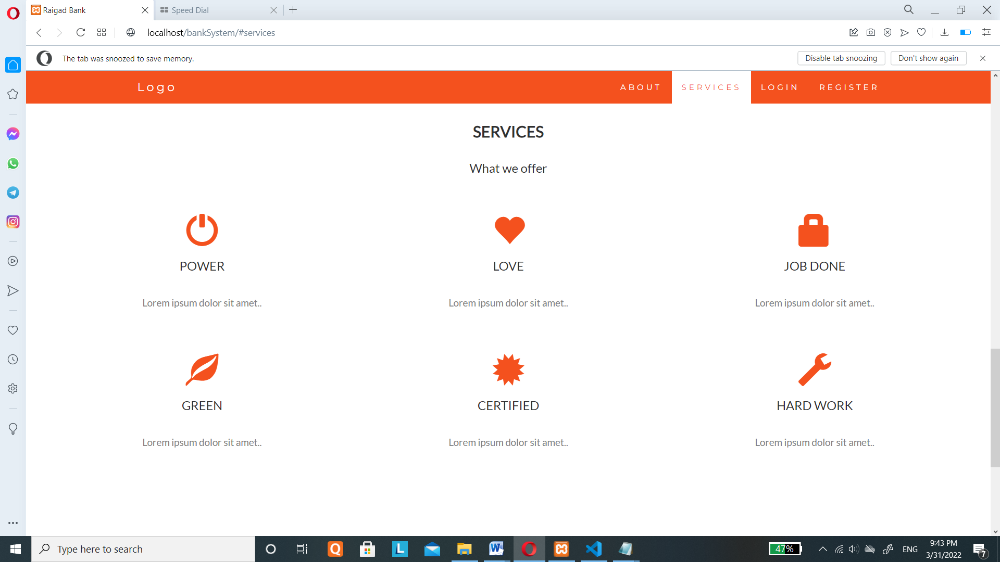 Raigad Bank
Speed Dial
localhost/bankSystem/#services
The tab was snoozed to save memory.
Disable tab snoozing
Don't show again
Logo
ABOUT
SERVICES
LOGIN
REGISTER
SERVICES
What we offer
POWER
LOVE
JOB DONE
Lorem ipsum dolor sit amet..
Lorem ipsum dolor sit amet..
Lorem ipsum dolor sit amet..
GREEN
CERTIFIED
HARD WORK
Lorem ipsum dolor sit amet..
Lorem ipsum dolor sit amet..
Lorem ipsum dolor sit amet..
Type here to search
Q
L
W
47%
ENG
9:43 PM
3/31/2022
7